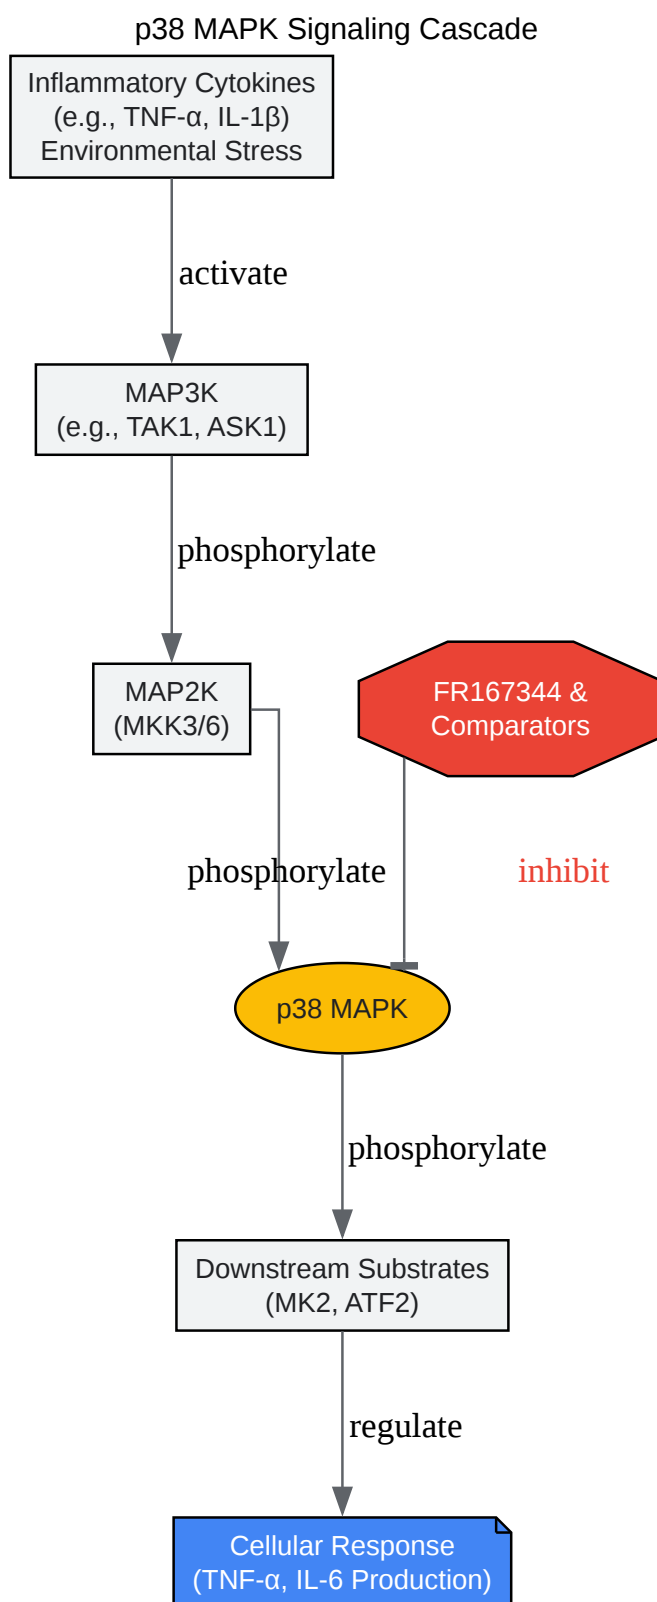 p38 MAPK Signaling Cascade
Inflammatory Cytokines
(e.g., TNF-α, IL-1β)
Environmental Stress
activate
MAP3K
(e.g., TAK1, ASK1)
phosphorylate
MAP2K
(MKK3/6)
FR167344 &
Comparators
phosphorylate
inhibit
p38 MAPK
phosphorylate
Downstream Substrates
(MK2, ATF2)
regulate
Cellular Response
(TNF-α, IL-6 Production)